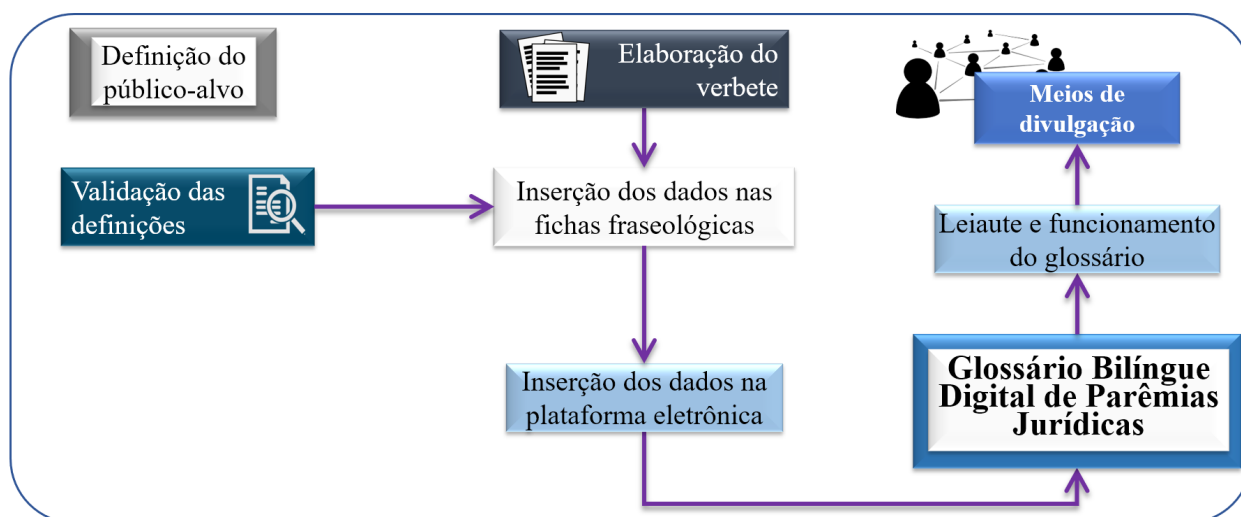 Definição do
público-alvo
Elaboração do
verbete
Meios de
divulgação
Validação das
definições
Inserção dos dados nas
fichas fraseológicas
Leiaute e funcionamento
do glossário
Inserção dos dados na
plataforma eletrônica
Glossário Bilíngue
Digital de Parêmias
Jurídicas